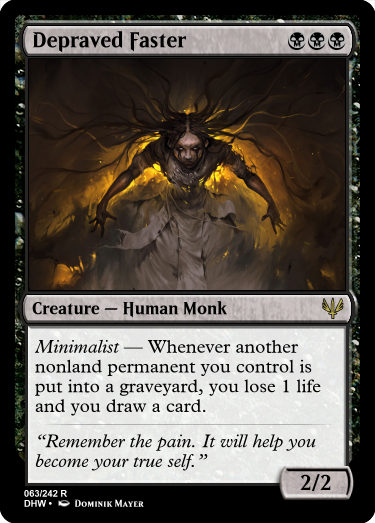 Depraved Faster
Creature — Human Monk
Minimalist — Whenever another
nonland permanent you control is
put into a graveyard, you lose 1 life
and you draw a card.
“Remember the pain. It will help you
become your true self.”
2/2
063/242 R
DHW • Dominik Mayer